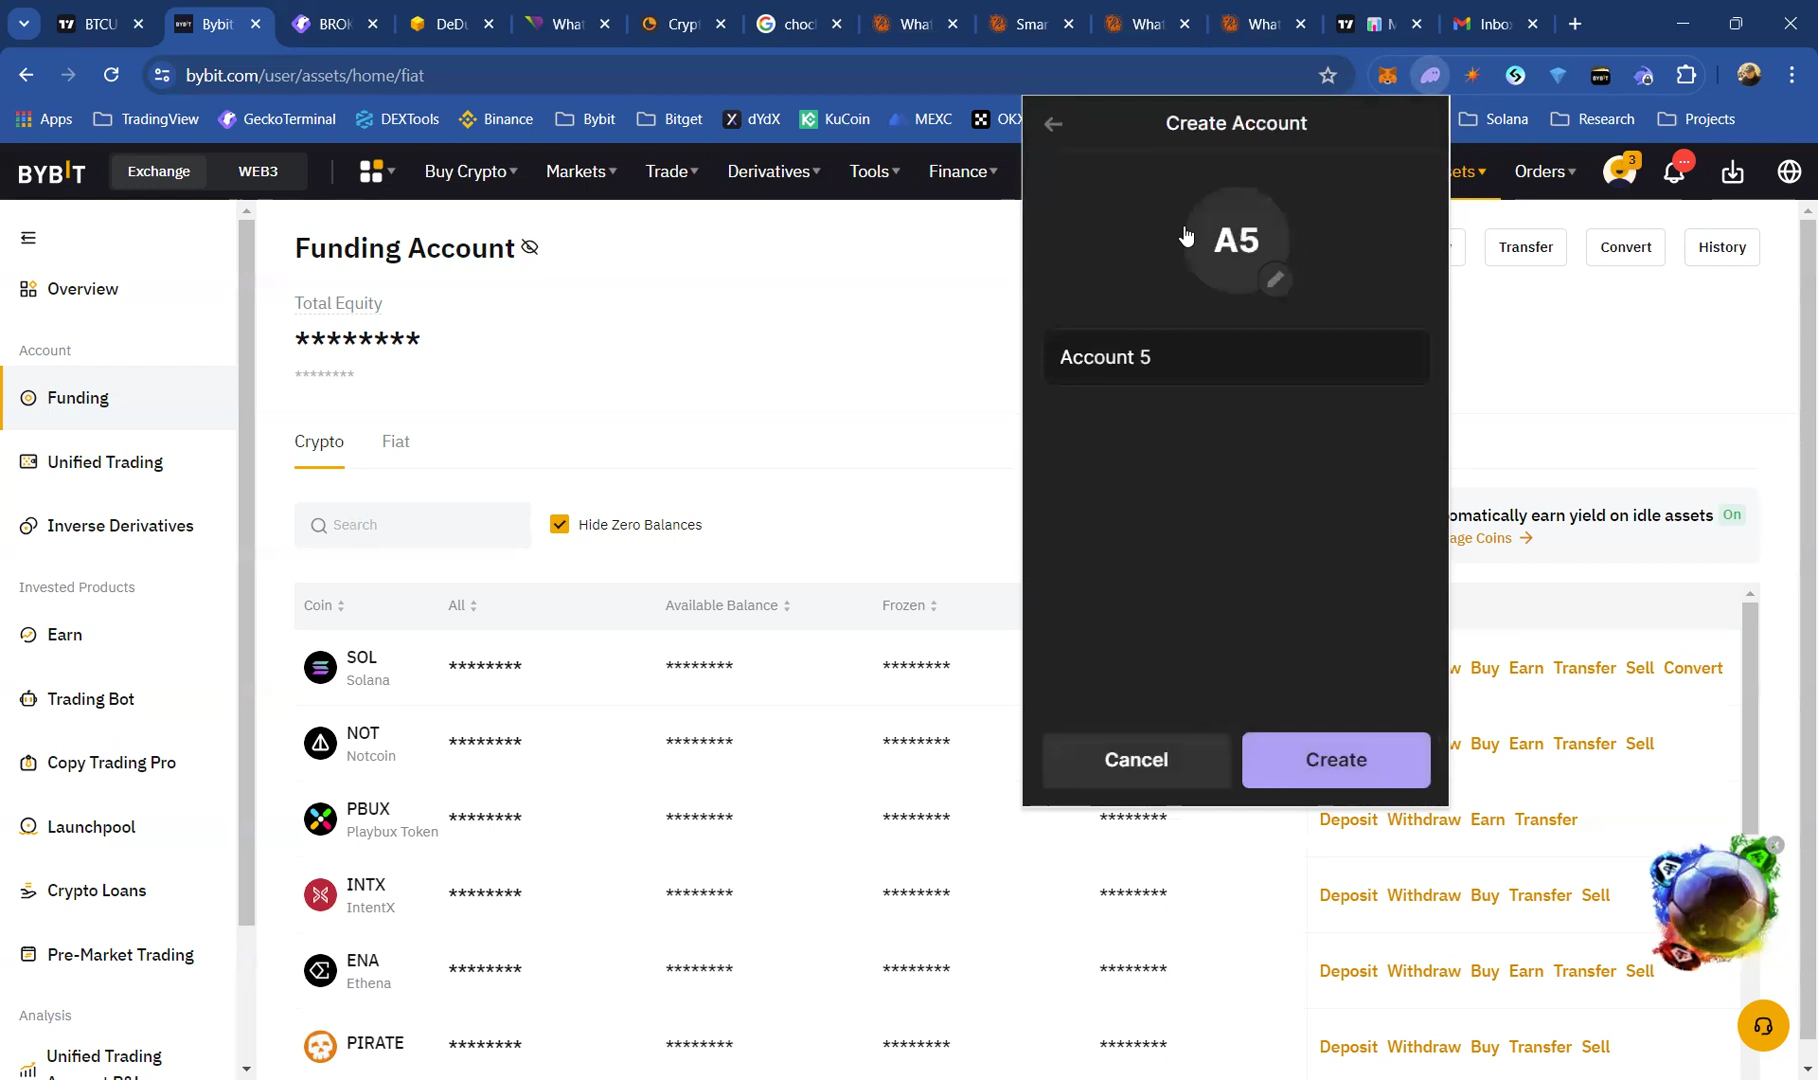 BTCU
Bybit
BROK
DeDu
What
Crypt
choc
What
Smar
What
What
M
Inbo
bybit.com/user/assets/home/fiat
Apps
TradingView
GeckoTerminal
DEXTools
Binance
Bybit
Bitget
dYdX
KuCoin
MEXC
OKX
Solana
Research
Projects
BYBIT
Exchange
WEB3
Buy Crypto
Markets
Trade
Derivatives
Tools
Finance
ets
Orders
3
Funding Account
Transfer
Convert
History
Overview
Total Equity
********
********
Account
Funding
Unified Trading
Inverse Derivatives
Invested Products
Earn
Trading Bot
Copy Trading Pro
Launchpool
Crypto Loans
Pre-Market Trading
Analysis
Unified Trading
Crypto Fiat
Search
Hide Zero Balances
omatically earn yield on idle assets On
age Coins
Coin All Available Balance Frozen
SOL
Solana
******** ******** ********
w Buy Earn Transfer Sell Convert
NOT
Notcoin
******** ******** ********
w Buy Earn Transfer Sell
PBUX
Playbux Token
******** ******** ******** ********
Deposit Withdraw Earn Transfer
INTX
IntentX
******** ******** ******** ********
Deposit Withdraw Buy Transfer Sell
ENA
Ethena
******** ******** ******** ********
Deposit Withdraw Buy Earn Transfer Sell
PIRATE
******** ******** ******** ********
Deposit Withdraw Buy Transfer Sell
Create Account
A5
Account 5
Cancel
Create